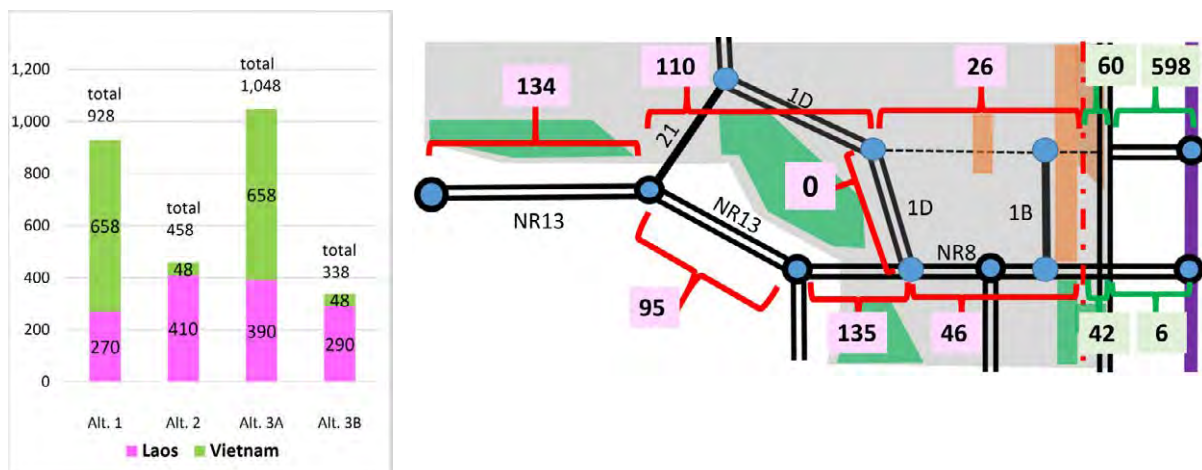 1,200
1,000
800
600
400
200
0
total
928
658
270
total
458
48
410
total
1,048
658
390
total
338
48
290
Alt. 1
Alt. 2
Alt. 3A
Alt. 3B
Laos
Vietnam
134
110
26
60
598
21
1D
0
NR13
NR13
1D
1B
NR8
95
135
46
42
6